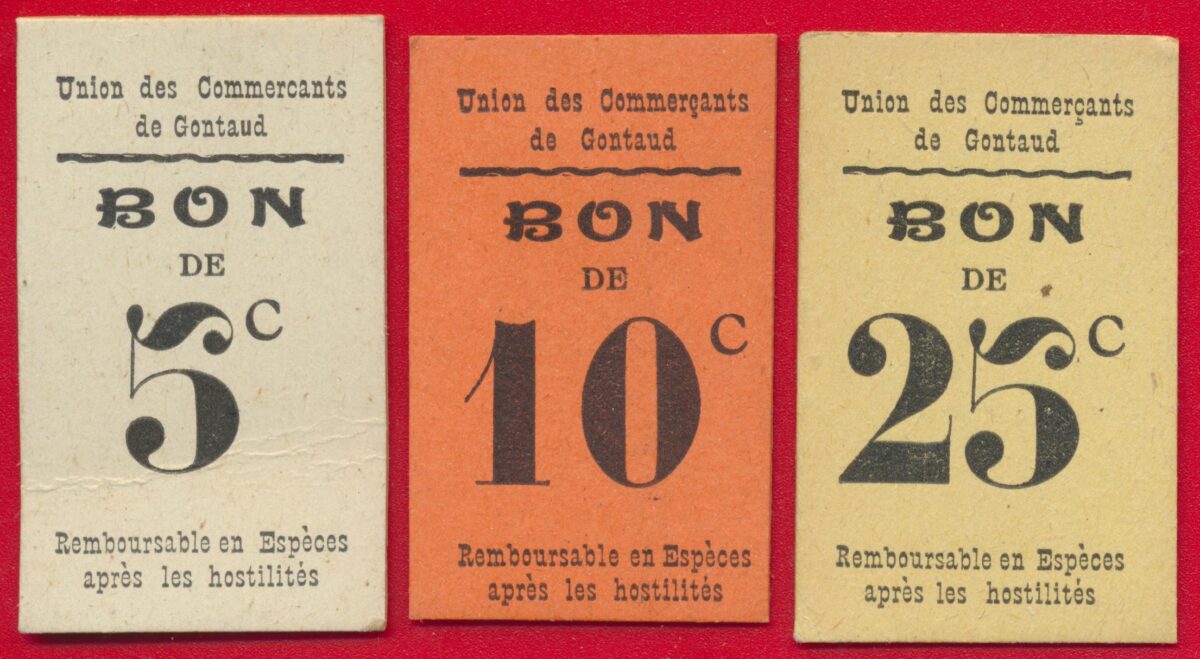 Union des Commercants
de Gontaud
BON
DE
5c
Remboursable en Espèces
après les hostilités
Union des Commerçants
de Gontaud
BON
DE
10c
Remboursable en Espèces
après les hostilités
Union des Commerçants
de Gontaud
BON
DE
25c
Remboursable en Espèces
après les hostilités